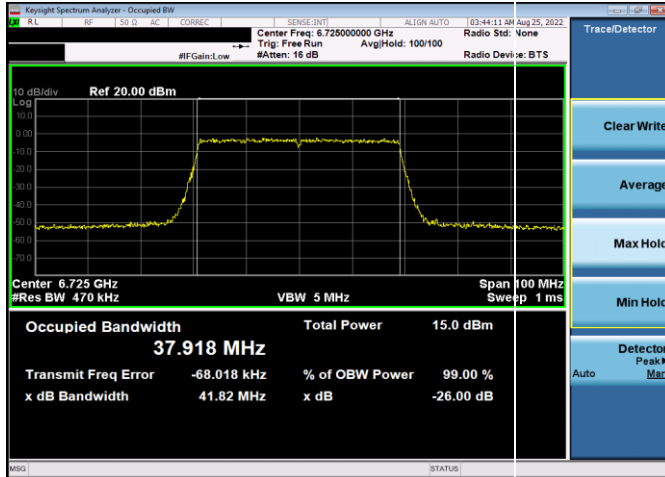 Keysight Spectrum Analyzer - Occupied BW
RL RF 50 Ω AC CORREC SENSE:INT ALIGN AUTO 03:44:11 AM Aug 25, 2022
Center Freq: 6.725000000 GHz Radio Std: None
Trig: Free Run Avg|Hold: 100/100
#IFGain:Low #Atten: 16 dB Radio Device: BTS
Trace/Detector
10 dB/div Ref 20.00 dBm
Log
10.0
0.00
-10.0
-20.0
-30.0
-40.0
-50.0
-60.0
-70.0
Center 6.725 GHz Span 100 MHz
#Res BW 470 kHz VBW 5 MHz Sweep 1 ms
Occupied Bandwidth Total Power 15.0 dBm
37.918 MHz
Transmit Freq Error -68.018 kHz % of OBW Power 99.00 %
x dB Bandwidth 41.82 MHz x dB -26.00 dB
Clear Write
Average
Max Hold
Min Hold
Detector
Peak
Auto Man
MSG STATUS